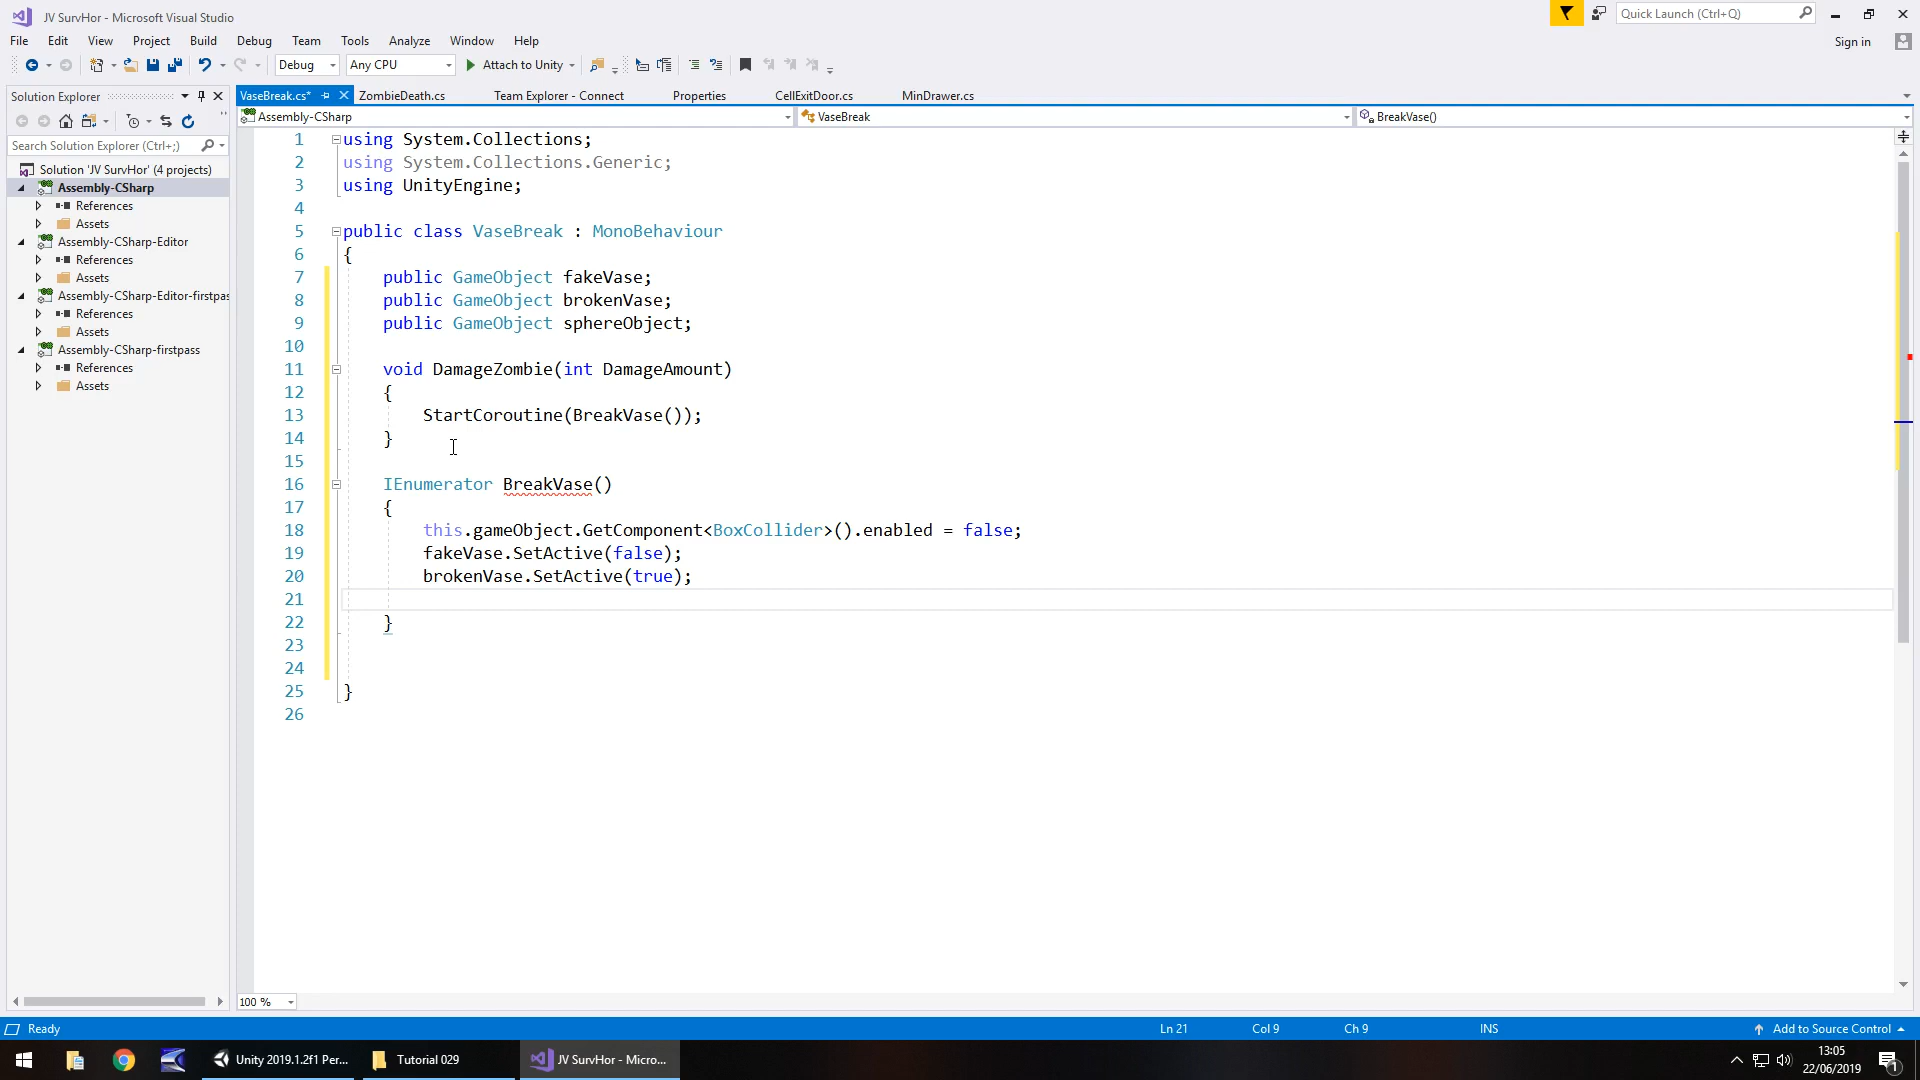 JV SurvHor - Microsoft Visual Studio
Quick Launch (Ctrl+Q)
File Edit View Project Build Debug Team Tools Analyze Window Help
Sign in
Debug Any CPU Attach to Unity
Solution Explorer
VaseBreak.cs* ZombieDeath.cs Team Explorer - Connect Properties CellExitDoor.cs MinDrawer.cs
Assembly-CSharp VaseBreak BreakVase()
Search Solution Explorer (Ctrl+;)
Solution 'JV SurvHor' (4 projects)
Assembly-CSharp
References
Assets
Assembly-CSharp-Editor
References
Assets
Assembly-CSharp-Editor-firstpas
References
Assets
Assembly-CSharp-firstpass
References
Assets
1 using System.Collections;
2 using System.Collections.Generic;
3 using UnityEngine;
4
5 public class VaseBreak : MonoBehaviour
6 {
7 public GameObject fakeVase;
8 public GameObject brokenVase;
9 public GameObject sphereObject;
10
11 void DamageZombie(int DamageAmount)
12 {
13 StartCoroutine(BreakVase());
14 }
15
16 IEnumerator BreakVase()
17 {
18 this.gameObject.GetComponent<BoxCollider>().enabled = false;
19 fakeVase.SetActive(false);
20 brokenVase.SetActive(true);
21
22 }
23
24
25 }
26
100 %
Ready Ln 21 Col 9 Ch 9 INS Add to Source Control
Unity 2019.1.2f1 Per... Tutorial 029 JV SurvHor - Micro...
13:05
22/06/2019
1